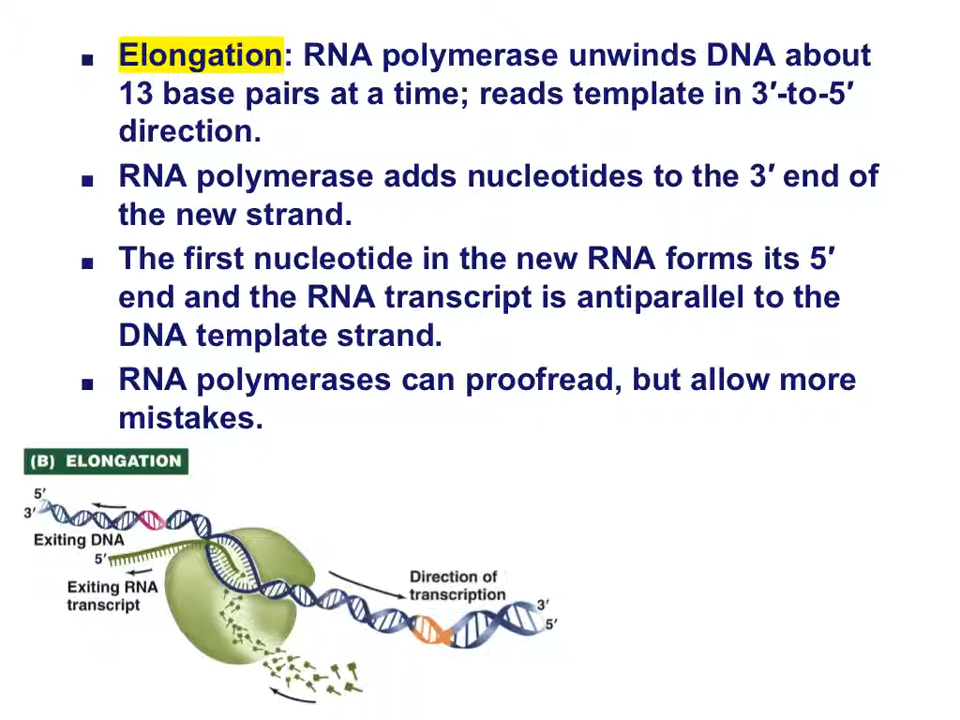 Elongation: RNA polymerase unwinds DNA about
13 base pairs at a time; reads template in 3′-to-5′
direction.
RNA polymerase adds nucleotides to the 3′ end of
the new strand.
The first nucleotide in the new RNA forms its 5′
end and the RNA transcript is antiparallel to the
DNA template strand.
RNA polymerases can proofread, but allow more
mistakes.
(B) ELONGATION
5′
3′
Exiting DNA
5′
Exiting RNA
transcript
Direction of
transcription
3′
5′